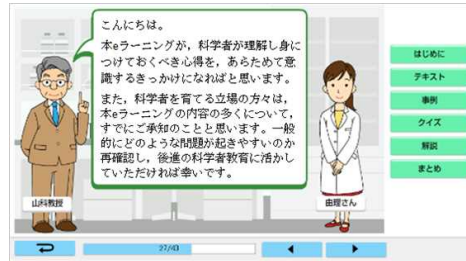 こんにちは。
本eラーニングが，科学者が理解し身に
つけておくべき心得を，あらためて意
識するきっかけになればと思います。
また，科学者を育てる立場の方々は，
本eラーニングの内容の多くについて，
すでにご承知のことと思います。一般
的にどのような問題が起きやすいのか
再確認し，後進の科学者教育に活かし
ていただければ幸いです。
山科教授
由理さん
はじめに
テキスト
事例
クイズ
解説
まとめ
27/43